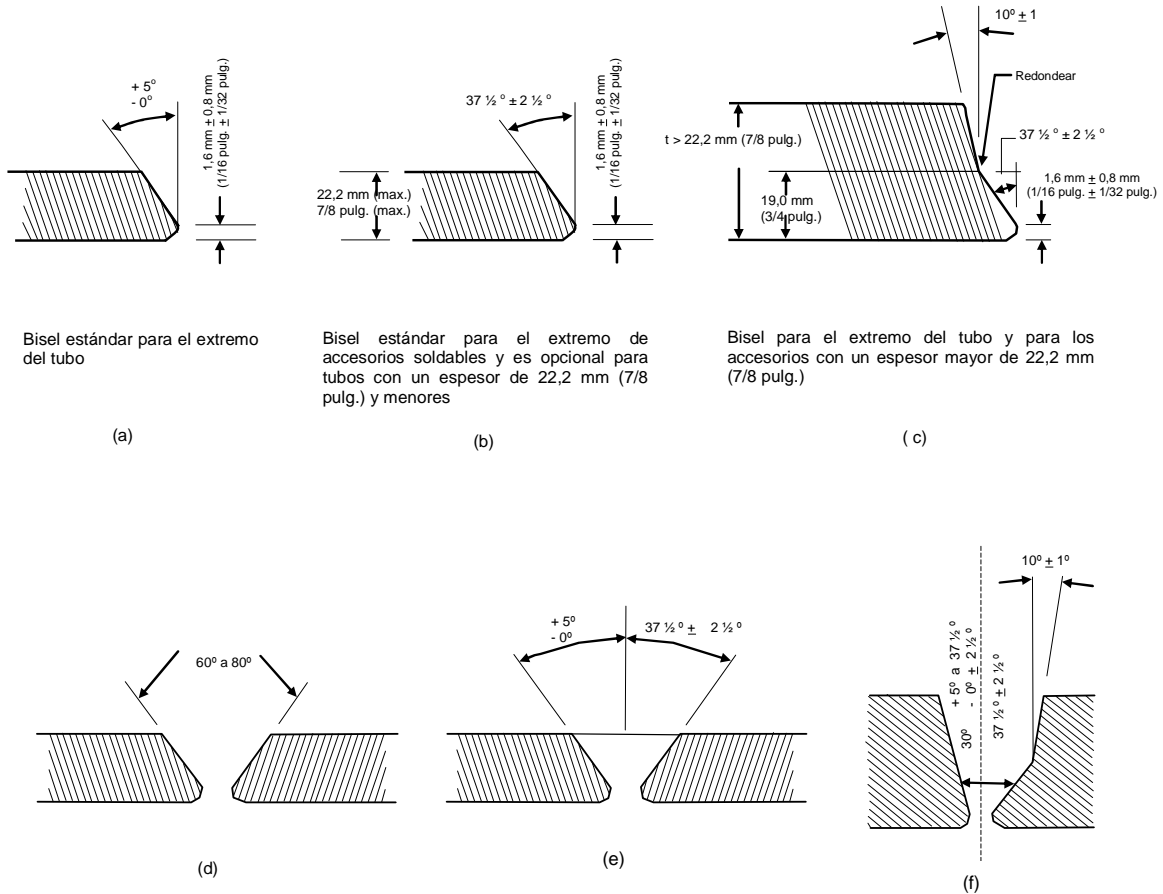 + 5º
- 0º
1,6 mm ± 0,8 mm
(1/16 pulg. ± 1/32 pulg.)
Bisel estándar para el extremo
del tubo
(a)
37 ½ º ± 2 ½ º
1,6 mm ± 0,8 mm
(1/16 pulg. ± 1/32 pulg.)
22,2 mm (max.)
7/8 pulg. (max.)
Bisel estándar para el extremo de
accesorios soldables y es opcional para
tubos con un espesor de 22,2 mm (7/8
pulg.) y menores
(b)
10º ± 1
Redondear
t > 22,2 mm (7/8 pulg.)
37 ½ º ± 2 ½ º
19,0 mm
(3/4 pulg.)
1,6 mm ± 0,8 mm
(1/16 pulg. ± 1/32 pulg.)
Bisel para el extremo del tubo y para los
accesorios con un espesor mayor de 22,2 mm
(7/8 pulg.)
( c)
60º a 80º
(d)
+ 5º
- 0º
37 ½ º ± 2 ½ º
(e)
10º ± 1º
+ 5º a 37 ½ º
30º - 0º ± 2 ½ º
37 ½ º ± 2 ½ º
(f)